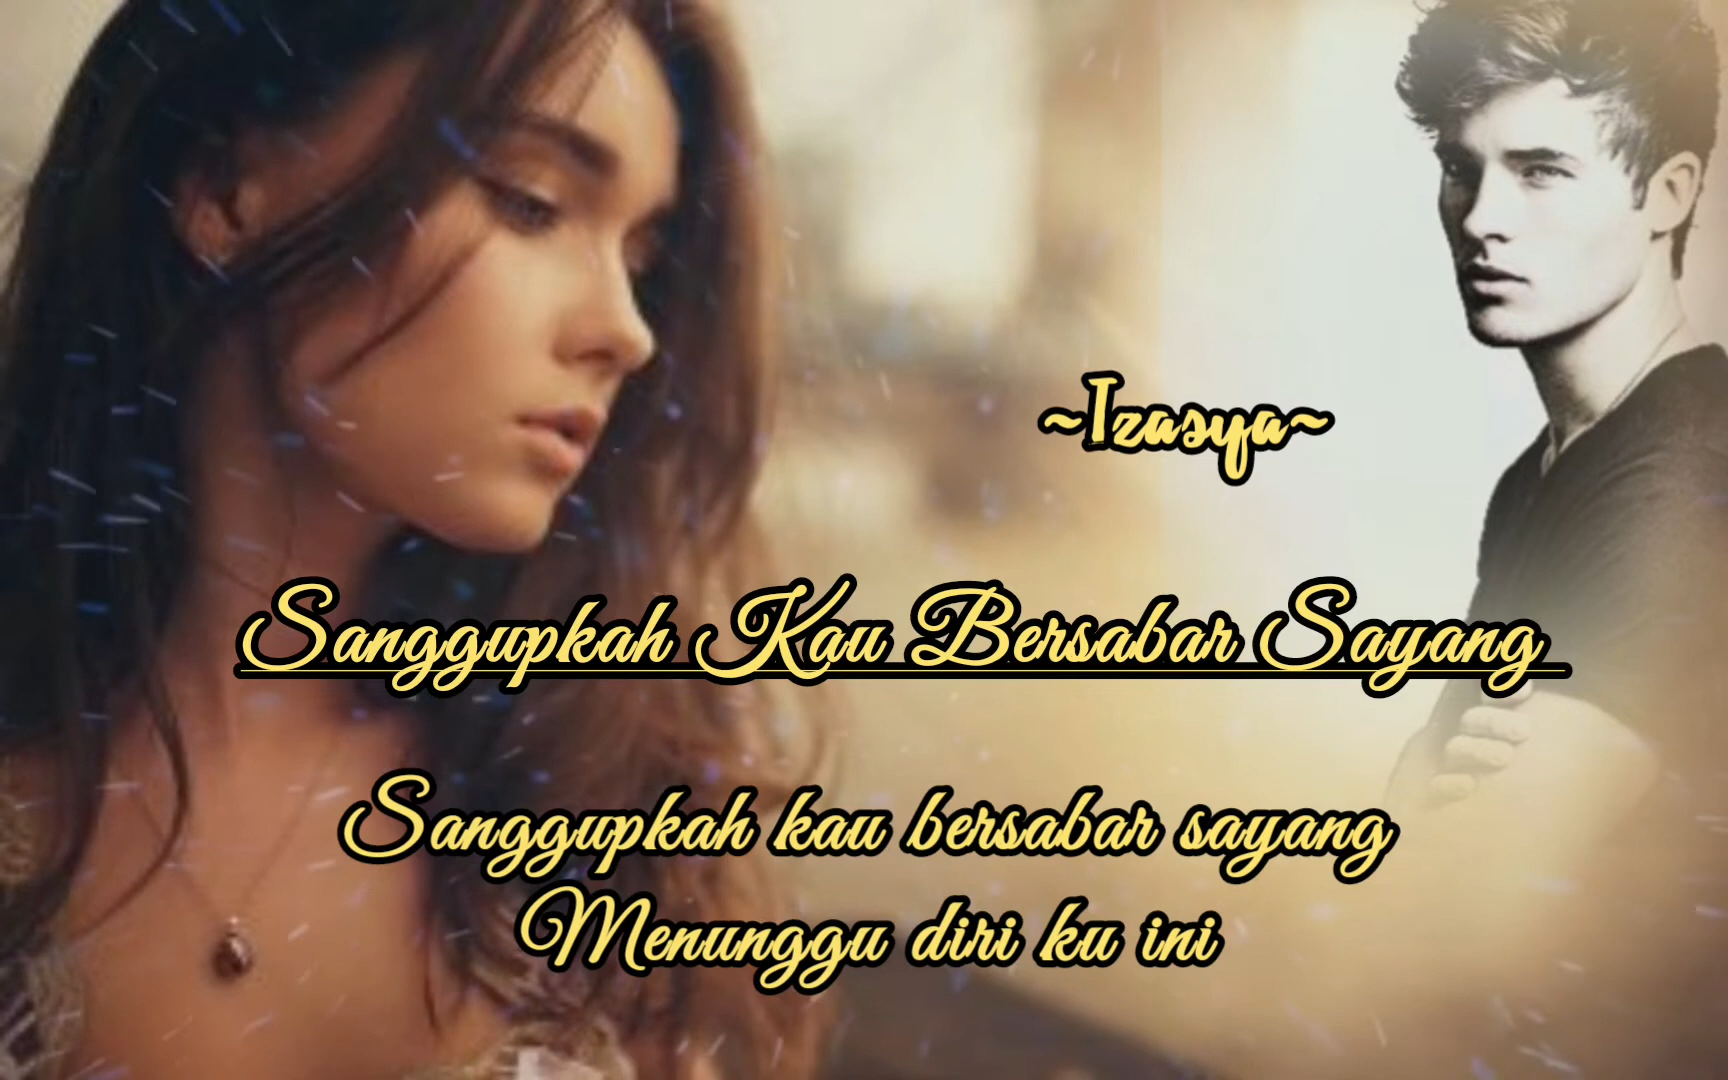 ~Izasya~
Sanggupkah Kau Bersabar Sayang
Sanggupkah kau bersabar sayang
Menunggu diri ku ini